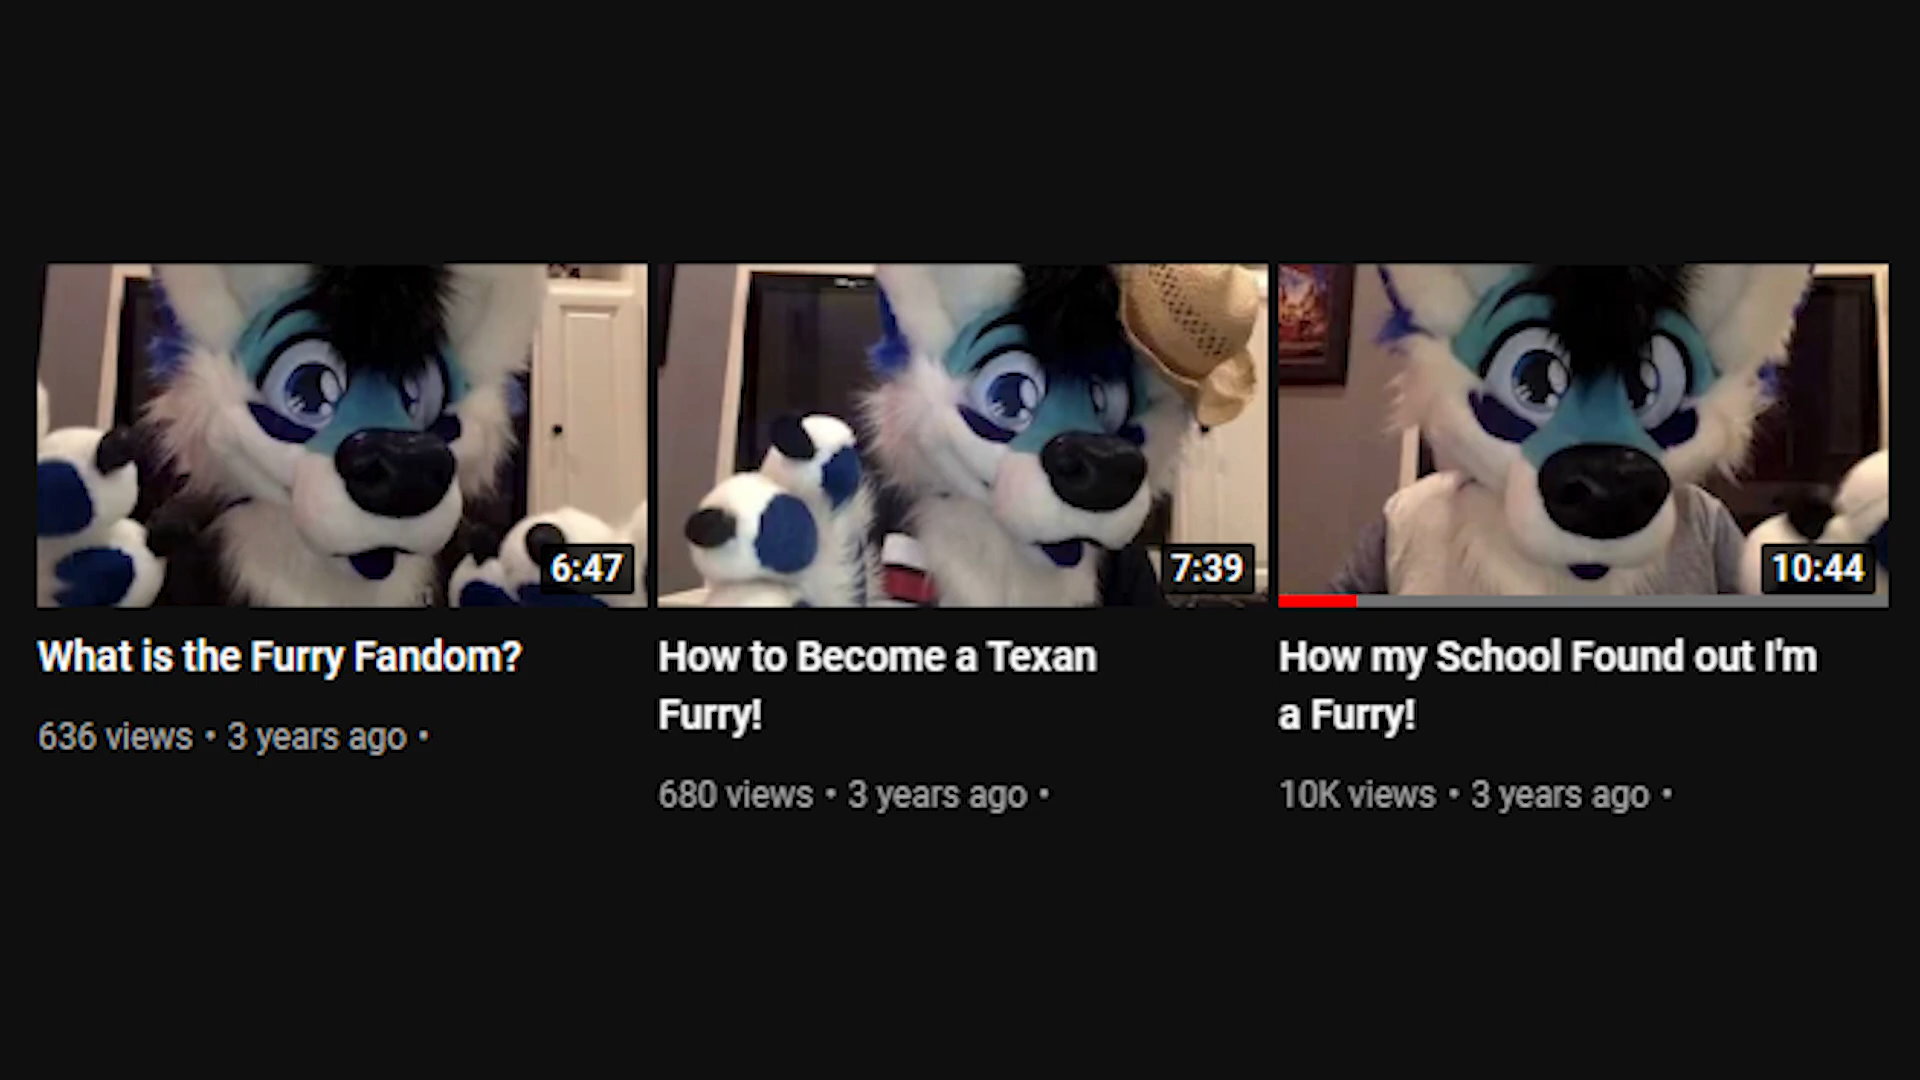 6:47
7:39
10:44
What is the Furry Fandom?
636 views • 3 years ago •
How to Become a Texan
Furry!
680 views • 3 years ago •
How my School Found out I'm
a Furry!
10K views • 3 years ago •